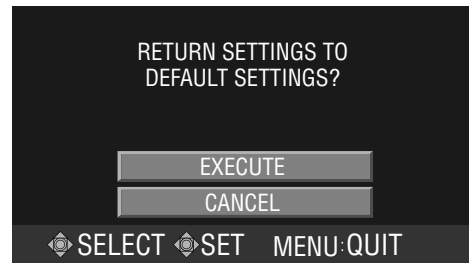 RETURN SETTINGS TO
DEFAULT SETTINGS?
EXECUTE
CANCEL
SELECT SET MENU:QUIT